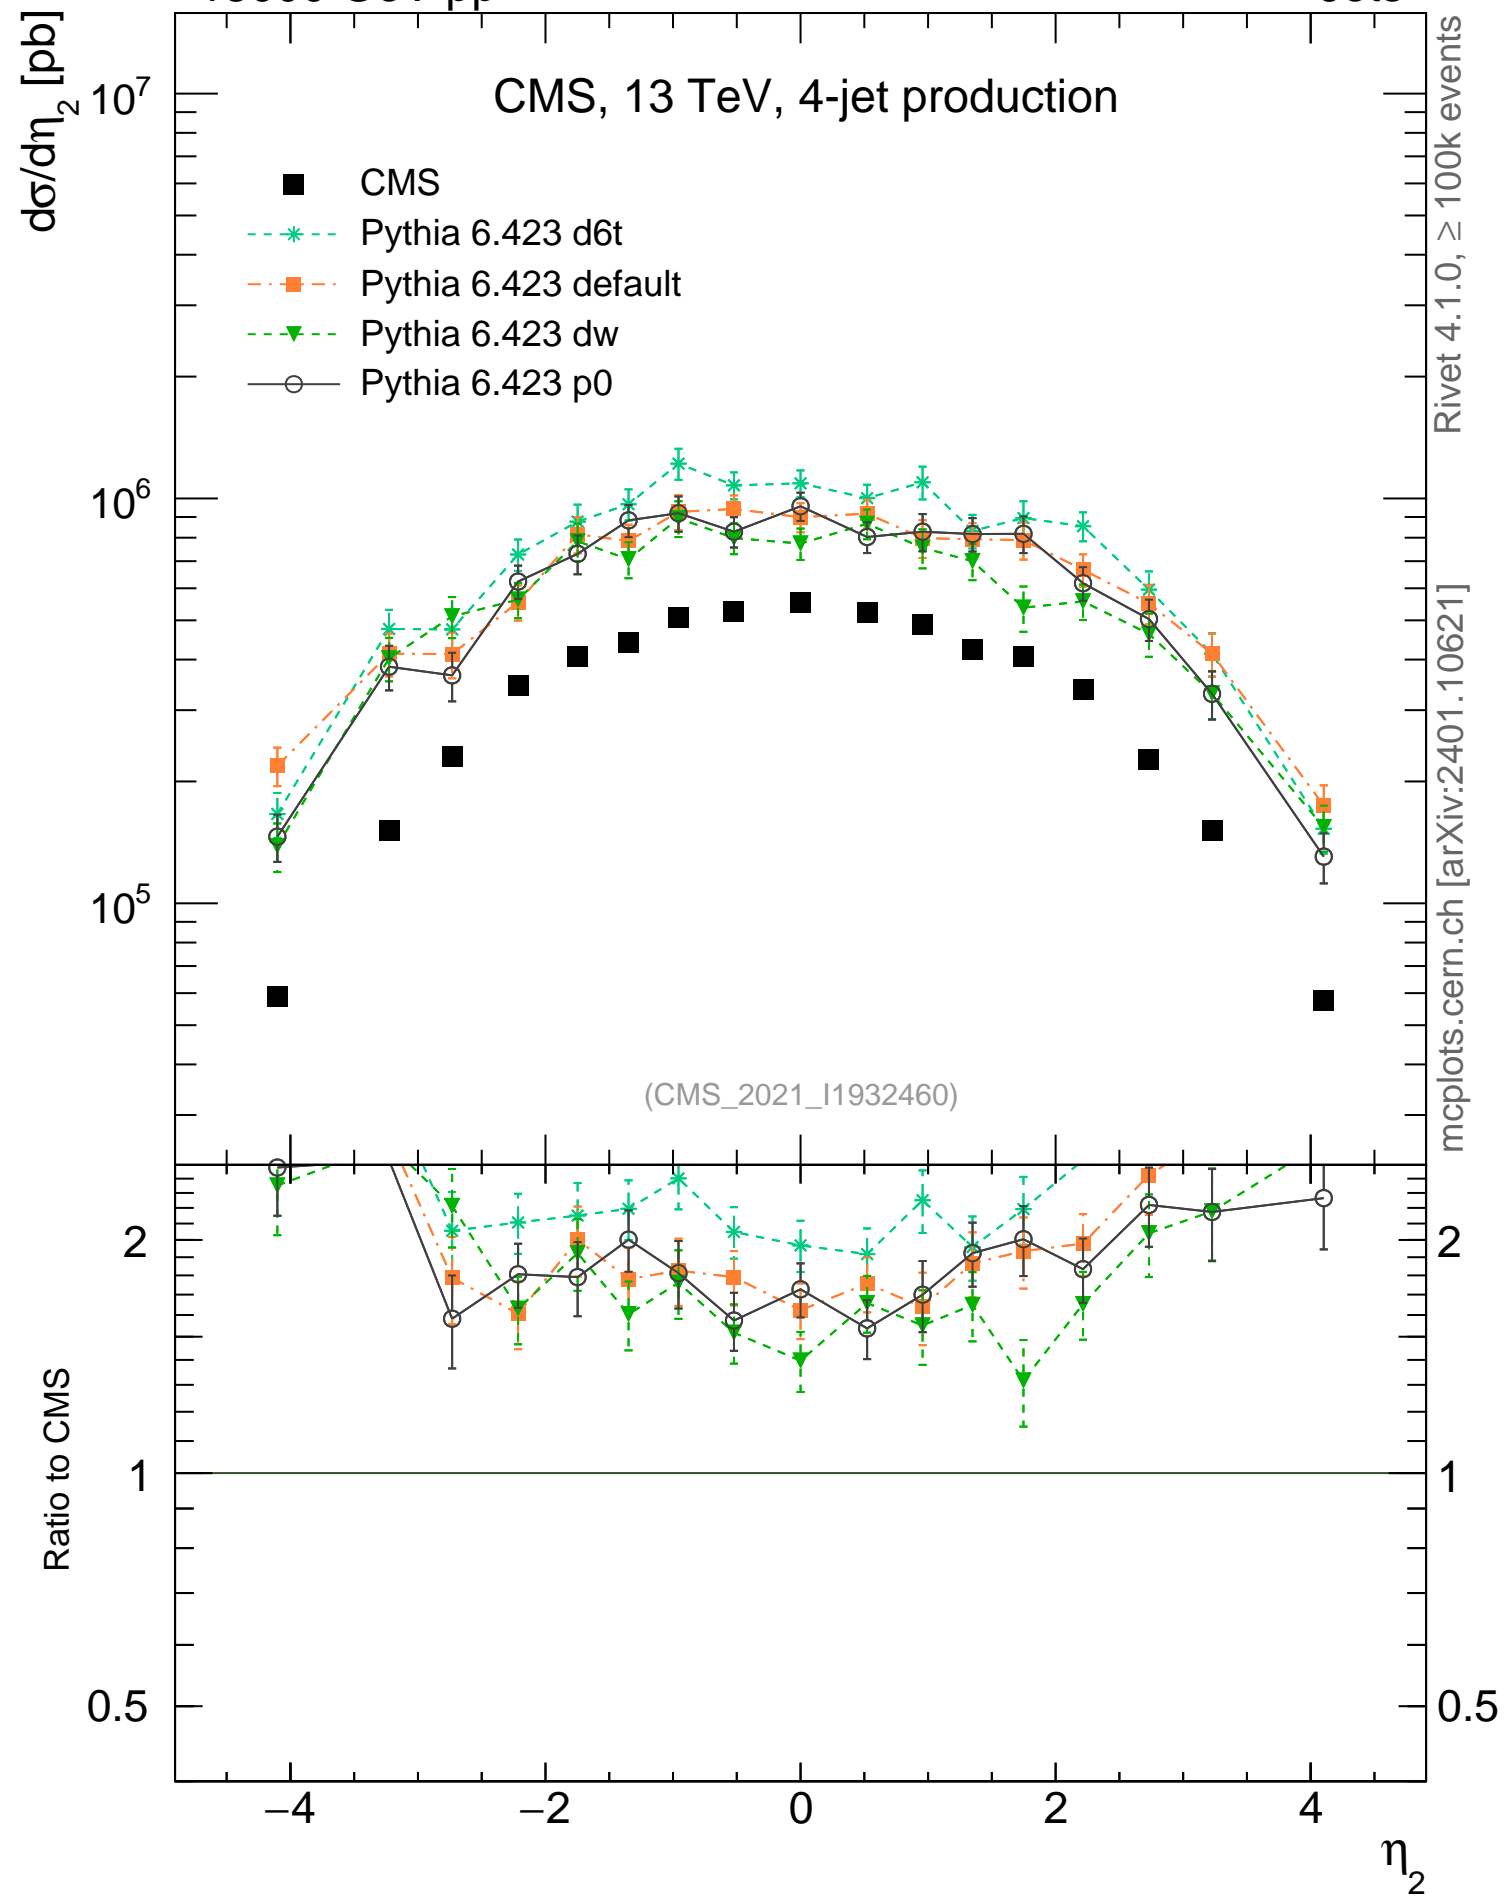 CMS, 13 TeV, 4-jet production
dσ/dη2 [pb]
10^7
10^6
10^5
CMS
Pythia 6.423 d6t
Pythia 6.423 default
Pythia 6.423 dw
Pythia 6.423 p0
(CMS_2021_I1932460)
Rivet 4.1.0, ≥ 100k events
mcplots.cern.ch [arXiv:2401.10621]
Ratio to CMS
2
1
0.5
2
1
0.5
−4 −2 0 2 4
η2